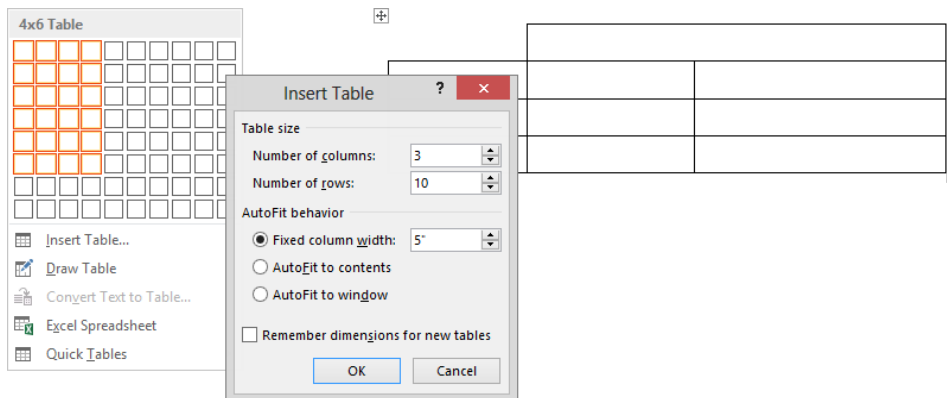 4x6 Table
Insert Table...
Draw Table
Convert Text to Table...
Excel Spreadsheet
Quick Tables
Insert Table ? ×
Table size
Number of columns: 3
Number of rows: 10
AutoFit behavior
Fixed column width: 5"
AutoFit to contents
AutoFit to window
Remember dimensions for new tables
OK Cancel